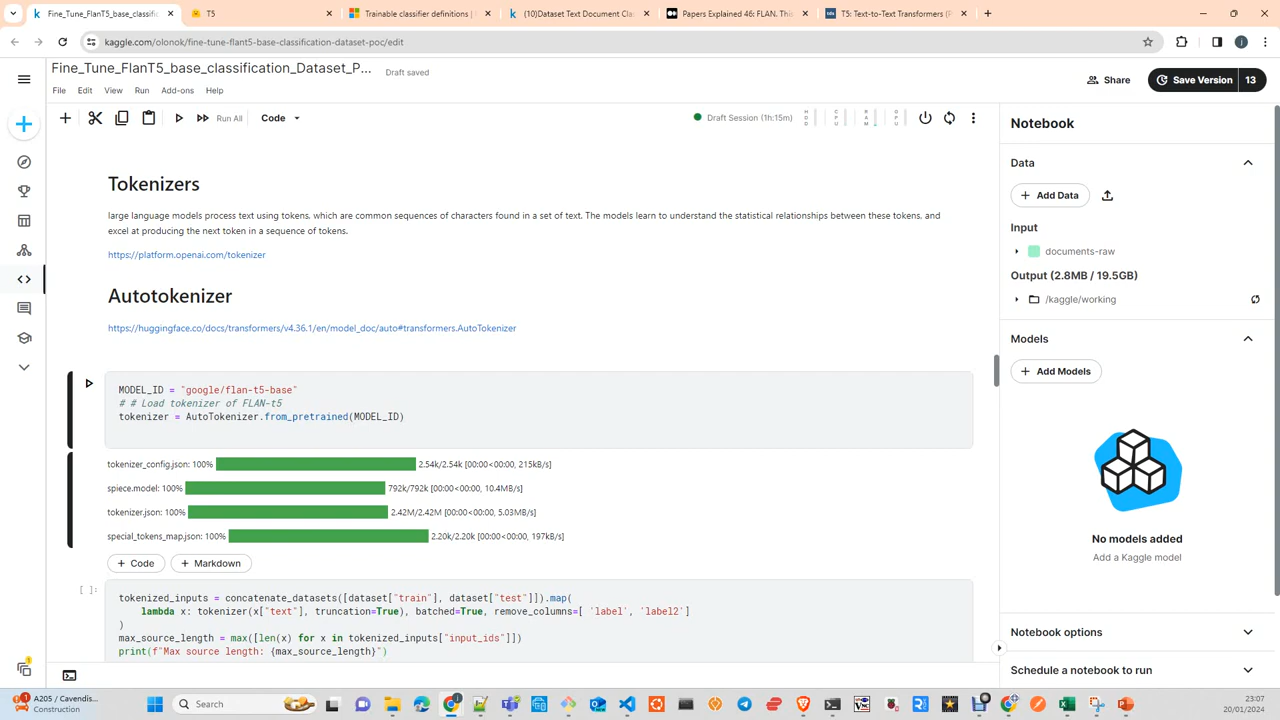 Fine_Tune_FlanT5_base_classific
T5
Trainable classifier definitions |
(10)Dataset Text Document Clas
Papers Explained 46: FLAN. This
T5: Text-to-Text Transformers (P
kaggle.com/olonok/fine-tune-flant5-base-classification-dataset-poc/edit
Fine_Tune_FlanT5_base_classification_Dataset_P...
Draft saved
File Edit View Run Add-ons Help
Share
Save Version 13
Run All
Code
Draft Session (1h:15m)
HDD
CPU
RAM
GPU
Notebook
Tokenizers
large language models process text using tokens, which are common sequences of characters found in a set of text. The models learn to understand the statistical relationships between these tokens, and
excel at producing the next token in a sequence of tokens.
https://platform.openai.com/tokenizer
Autotokenizer
https://huggingface.co/docs/transformers/v4.36.1/en/model_doc/auto#transformers.AutoTokenizer
MODEL_ID = "google/flan-t5-base"
# # Load tokenizer of FLAN-t5
tokenizer = AutoTokenizer.from_pretrained(MODEL_ID)
tokenizer_config.json: 100% 2.54k/2.54k [00:00<00:00, 215kB/s]
spiece.model: 100% 792k/792k [00:00<00:00, 10.4MB/s]
tokenizer.json: 100% 2.42M/2.42M [00:00<00:00, 5.03MB/s]
special_tokens_map.json: 100% 2.20k/2.20k [00:00<00:00, 197kB/s]
+ Code
+ Markdown
[ ]:
tokenized_inputs = concatenate_datasets([dataset["train"], dataset["test"]]).map(
lambda x: tokenizer(x["text"], truncation=True), batched=True, remove_columns=[ 'label', 'label2']
)
max_source_length = max([len(x) for x in tokenized_inputs["input_ids"]])
print(f"Max source length: {max_source_length}")
Data
+ Add Data
Input
documents-raw
Output (2.8MB / 19.5GB)
/kaggle/working
Models
+ Add Models
No models added
Add a Kaggle model
Notebook options
Schedule a notebook to run
A205 / Cavendis...
Construction
Search
23:07
20/01/2024